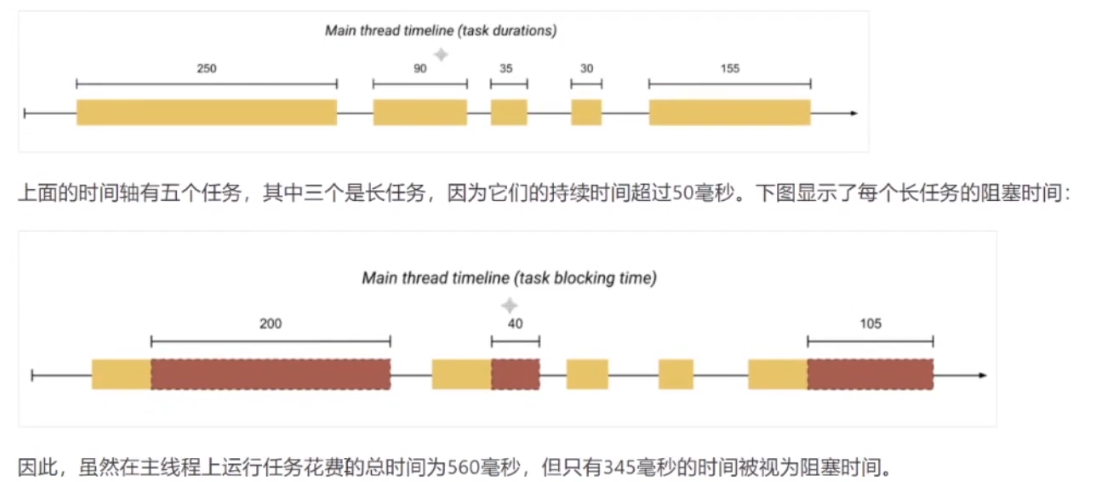 Main thread timeline (task durations)
250 90 35 30 155
上面的时间轴有五个任务，其中三个是长任务，因为它们的持续时间超过50毫秒。下图显示了每个长任务的阻塞时间：
Main thread timeline (task blocking time)
200 40 105
因此，虽然在主线程上运行任务花费的总时间为560毫秒，但只有345毫秒的时间被视为阻塞时间。